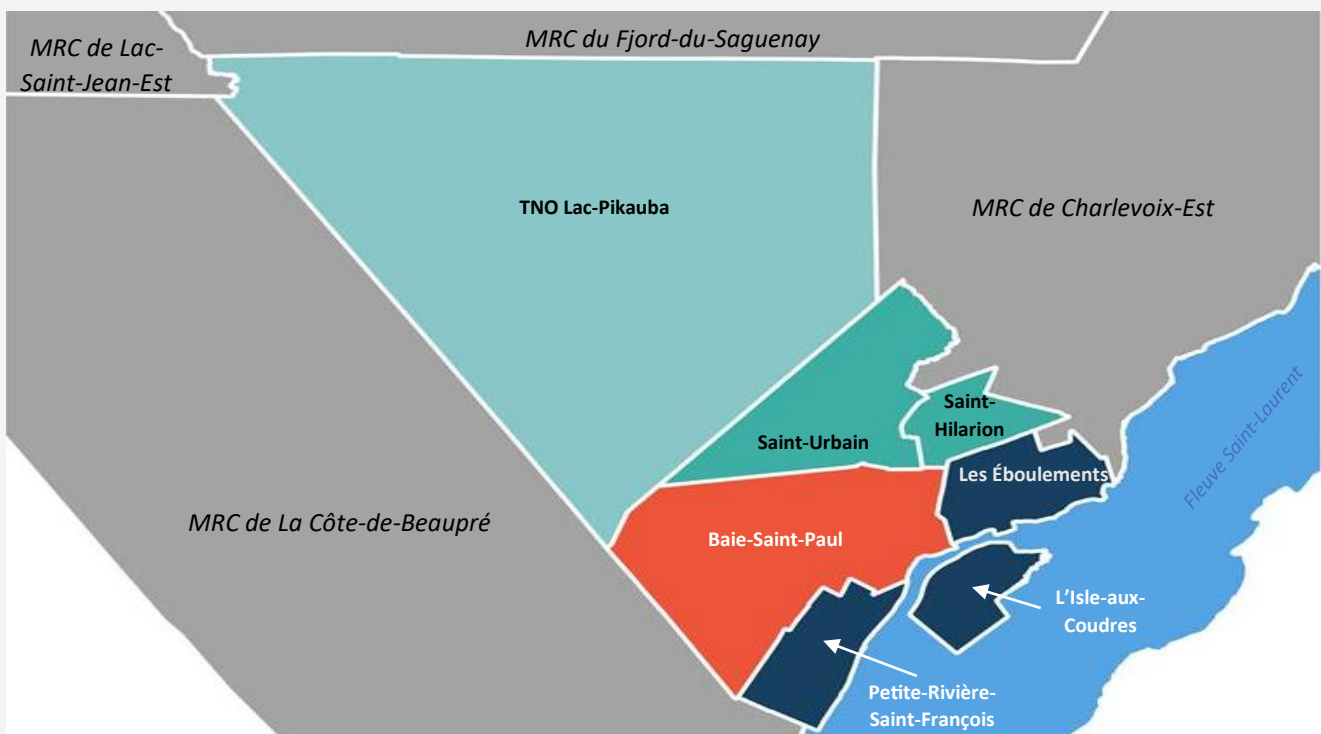 MRC de Lac-
Saint-Jean-Est
MRC du Fjord-du-Saguenay
TNO Lac-Pikauba
MRC de Charlevoix-Est
Saint-
Hilarion
Saint-Urbain
Les Éboulements
Fleuve Saint-Laurent
MRC de La Côte-de-Beaupré
Baie-Saint-Paul
L'Isle-aux-
Coudres
Petite-Rivière-
Saint-François